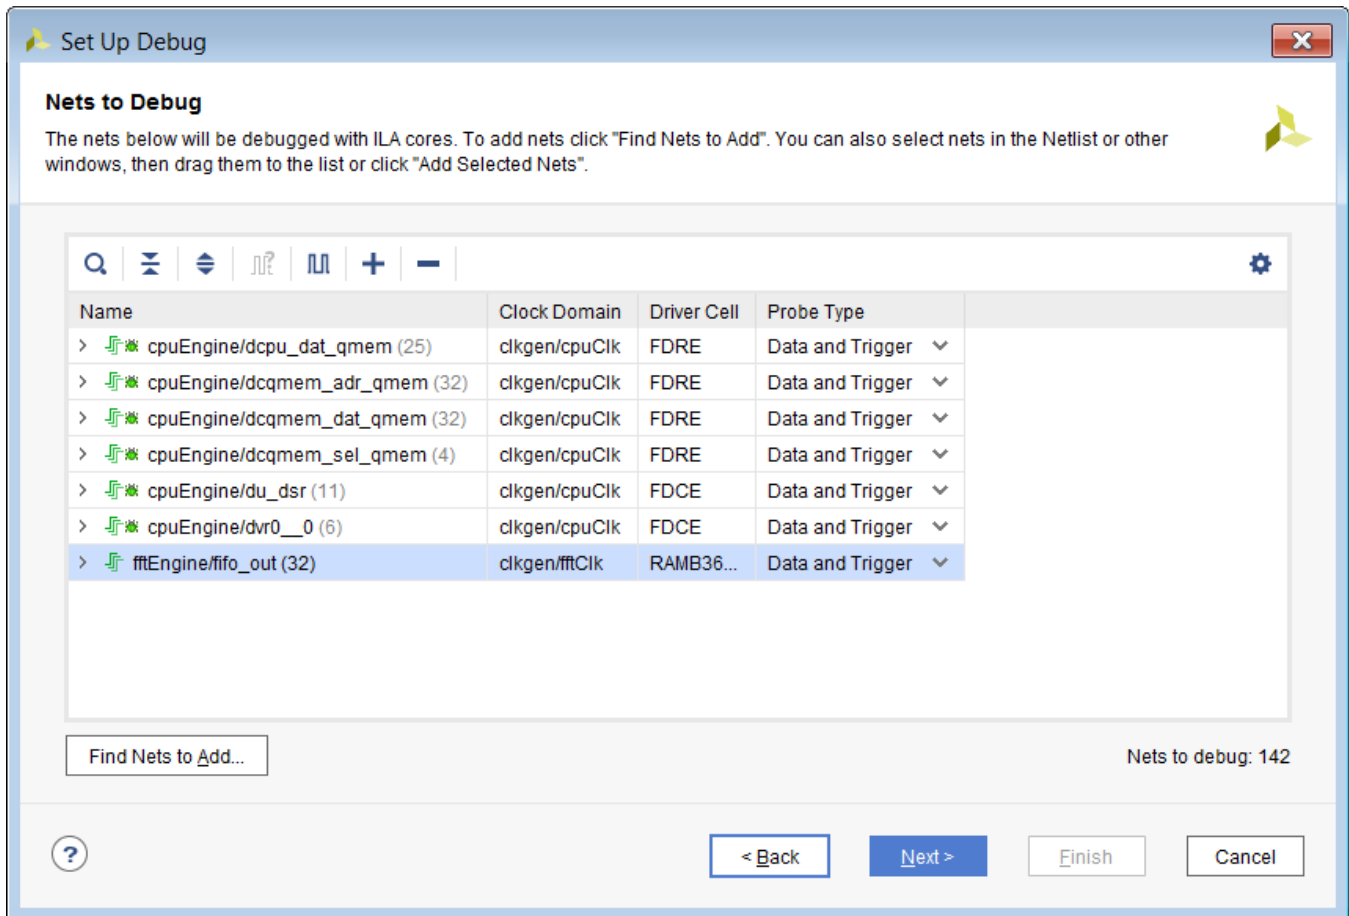 Set Up Debug
Nets to Debug
The nets below will be debugged with ILA cores. To add nets click "Find Nets to Add". You can also select nets in the Netlist or other
windows, then drag them to the list or click "Add Selected Nets".
Name Clock Domain Driver Cell Probe Type
cpuEngine/dcpu_dat_qmem (25) clkgen/cpuClk FDRE Data and Trigger
cpuEngine/dcqmem_adr_qmem (32) clkgen/cpuClk FDRE Data and Trigger
cpuEngine/dcqmem_dat_qmem (32) clkgen/cpuClk FDRE Data and Trigger
cpuEngine/dcqmem_sel_qmem (4) clkgen/cpuClk FDRE Data and Trigger
cpuEngine/du_dsr (11) clkgen/cpuClk FDCE Data and Trigger
cpuEngine/dvr0__0 (6) clkgen/cpuClk FDCE Data and Trigger
fftEngine/fifo_out (32) clkgen/fftClk RAMB36... Data and Trigger
Find Nets to Add... Nets to debug: 142
? < Back Next > Finish Cancel